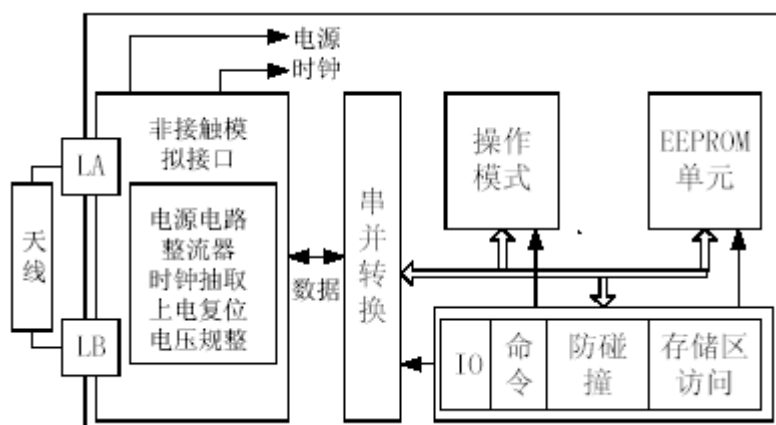 电源
时钟
非接触模
拟接口
LA
天线
LB
电源电路
整流器
时钟抽取
上电复位
电压规整
数据
串并转换
操作
模式
EEPROM
单元
IO
命令
防碰
撞
存储区
访问